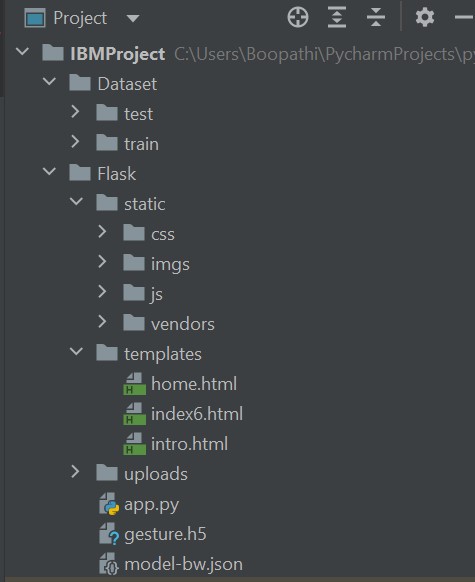 Project
IBMProject C:\Users\Boopathi\PycharmProjects\py
Dataset
test
train
Flask
static
css
imgs
js
vendors
templates
home.html
index6.html
intro.html
uploads
app.py
gesture.h5
model-bw.json